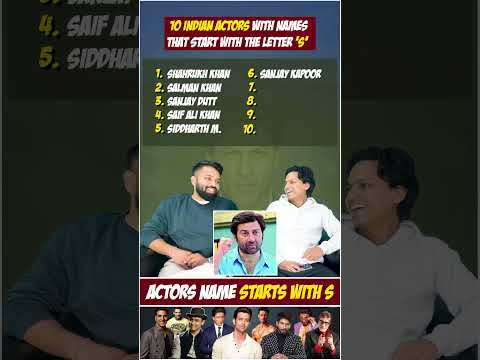 4. SAIF ALI KHAN
5. SIDDHARTH
10 INDIAN ACTORS WITH NAMES
THAT START WITH THE LETTER 'S'
1. SHAHRUKH KHAN
2. SALMAN KHAN
3. SANJAY DUTT
4. SAIF ALI KHAN
5. SIDDHARTH M.
6. SANJAY KAPOOR
7.
8.
9.
10.
ACTORS NAME STARTS WITH S